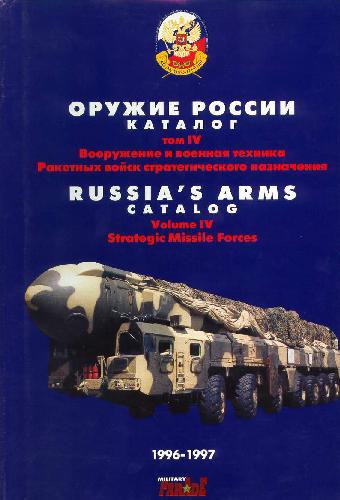 ОРУЖИЕ РОССИИ
КАТАЛОГ
том IV
Вооружение и военная техника
Ракетных войск стратегического назначения
RUSSIA'S ARMS
CATALOG
Volume IV
Strategic Missile Forces
1996-1997
MILITARY
PARADE